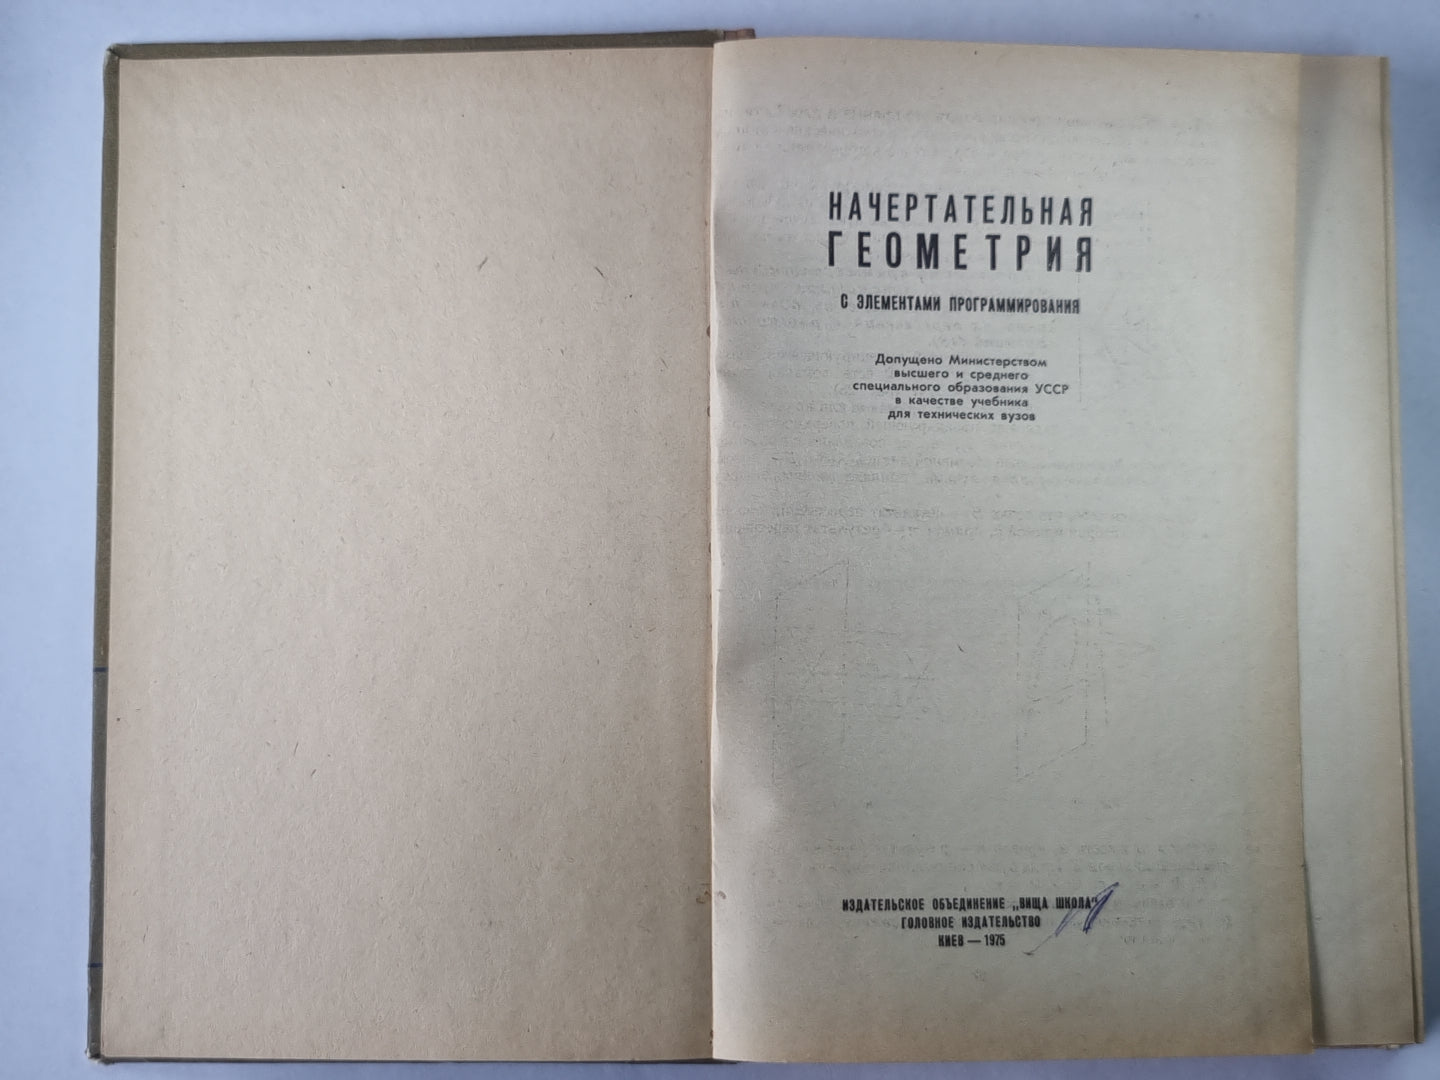 НАЧЕРТАТЕЛЬНАЯ
ГЕОМЕТРИЯ
С ЭЛЕМЕНТАМИ ПРОГРАММИРОВАНИЯ
Допущено Министерством
высшего и среднего
специального образования УССР
в качестве учебника
для технических вузов
ИЗДАТЕЛЬСКОЕ ОБЪЕДИНЕНИЕ „ВИЩА ШКОЛА“
ГОЛОВНОЕ ИЗДАТЕЛЬСТВО
КИЕВ — 1975